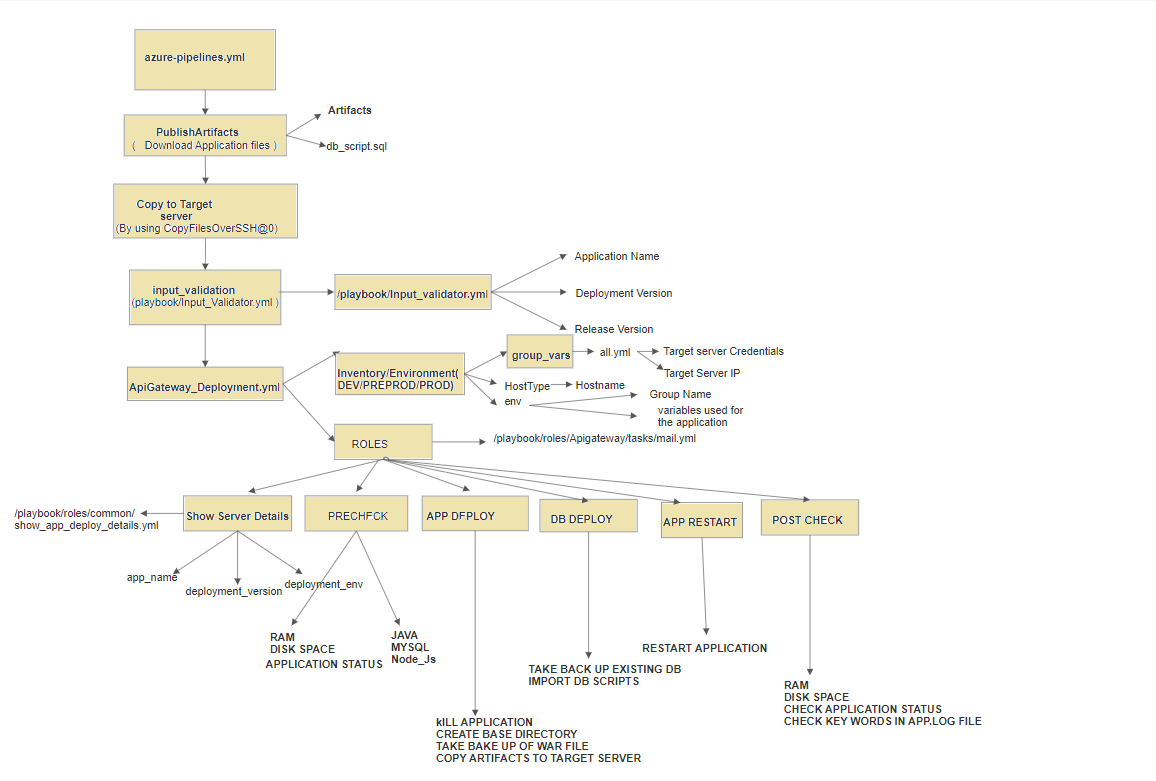 azure-pipelines.yml
PublishArtifacts
( Download Application files )
Artifacts
db_script.sql
Copy to Target
server
(By using CopyFilesOverSSH@0)
input_validation
(playbook/Input_Validator.yml )
/playbook/Input_validator.yml
Application Name
Deployment Version
Release Version
ApiGateway_Deployment.yml
Inventory/Environment(
DEV/PREPROD/PROD)
group_vars
all.yml
Target server Credentials
Target Server IP
HostType
Hostname
env
Group Name
variables used for
the application
ROLES
/playbook/roles/Apigateway/tasks/mail.yml
/playbook/roles/common/
show_app_deploy_details.yml
Show Server Details
PRECHFCK
APP DFPLOY
DB DEPLOY
APP RESTART
POST CHECK
app_name
deployment_version
deployment_env
RAM
DISK SPACE
APPLICATION STATUS
JAVA
MYSQL
Node_Js
kILL APPLICATION
CREATE BASE DIRECTORY
TAKE BAKE UP OF WAR FILE
COPY ARTIFACTS TO TARGET SERVER
TAKE BACK UP EXISTING DB
IMPORT DB SCRIPTS
RESTART APPLICATION
RAM
DISK SPACE
CHECK APPLICATION STATUS
CHECK KEY WORDS IN APP.LOG FILE